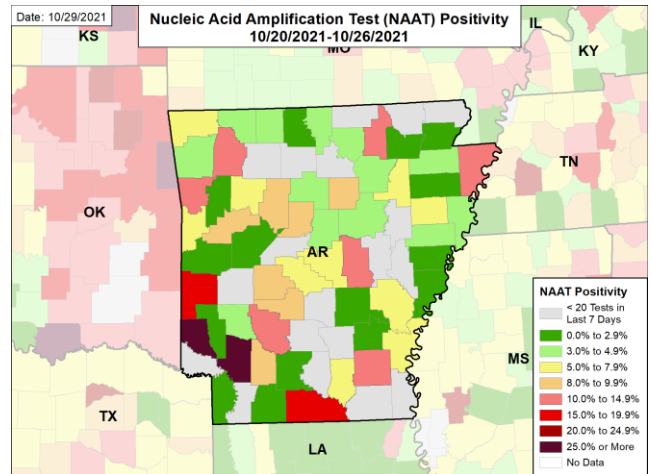 Date: 10/29/2021
Nucleic Acid Amplification Test (NAAT) Positivity
10/20/2021-10/26/2021
KS
MO
IL
KY
TN
OK
AR
MS
TX
LA
NAAT Positivity
< 20 Tests in
Last 7 Days
0.0% to 2.9%
3.0% to 4.9%
5.0% to 7.9%
8.0% to 9.9%
10.0% to 14.9%
15.0% to 19.9%
20.0% to 24.9%
25.0% or More
No Data